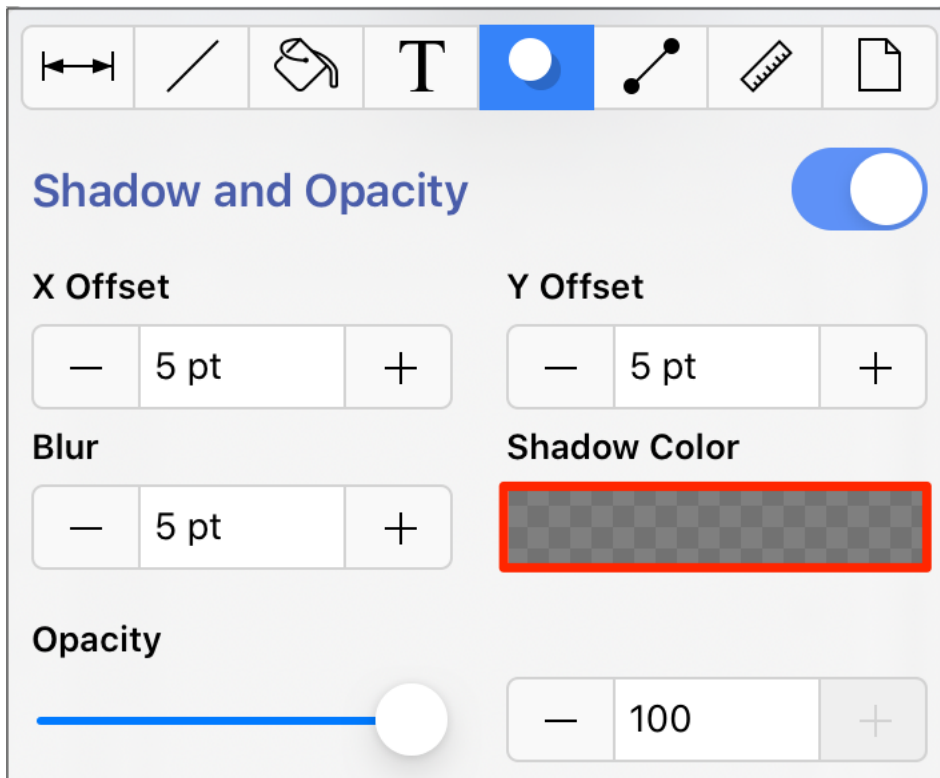 T
Shadow and Opacity
X Offset Y Offset
5 pt 5 pt
Blur Shadow Color
5 pt
Opacity
100